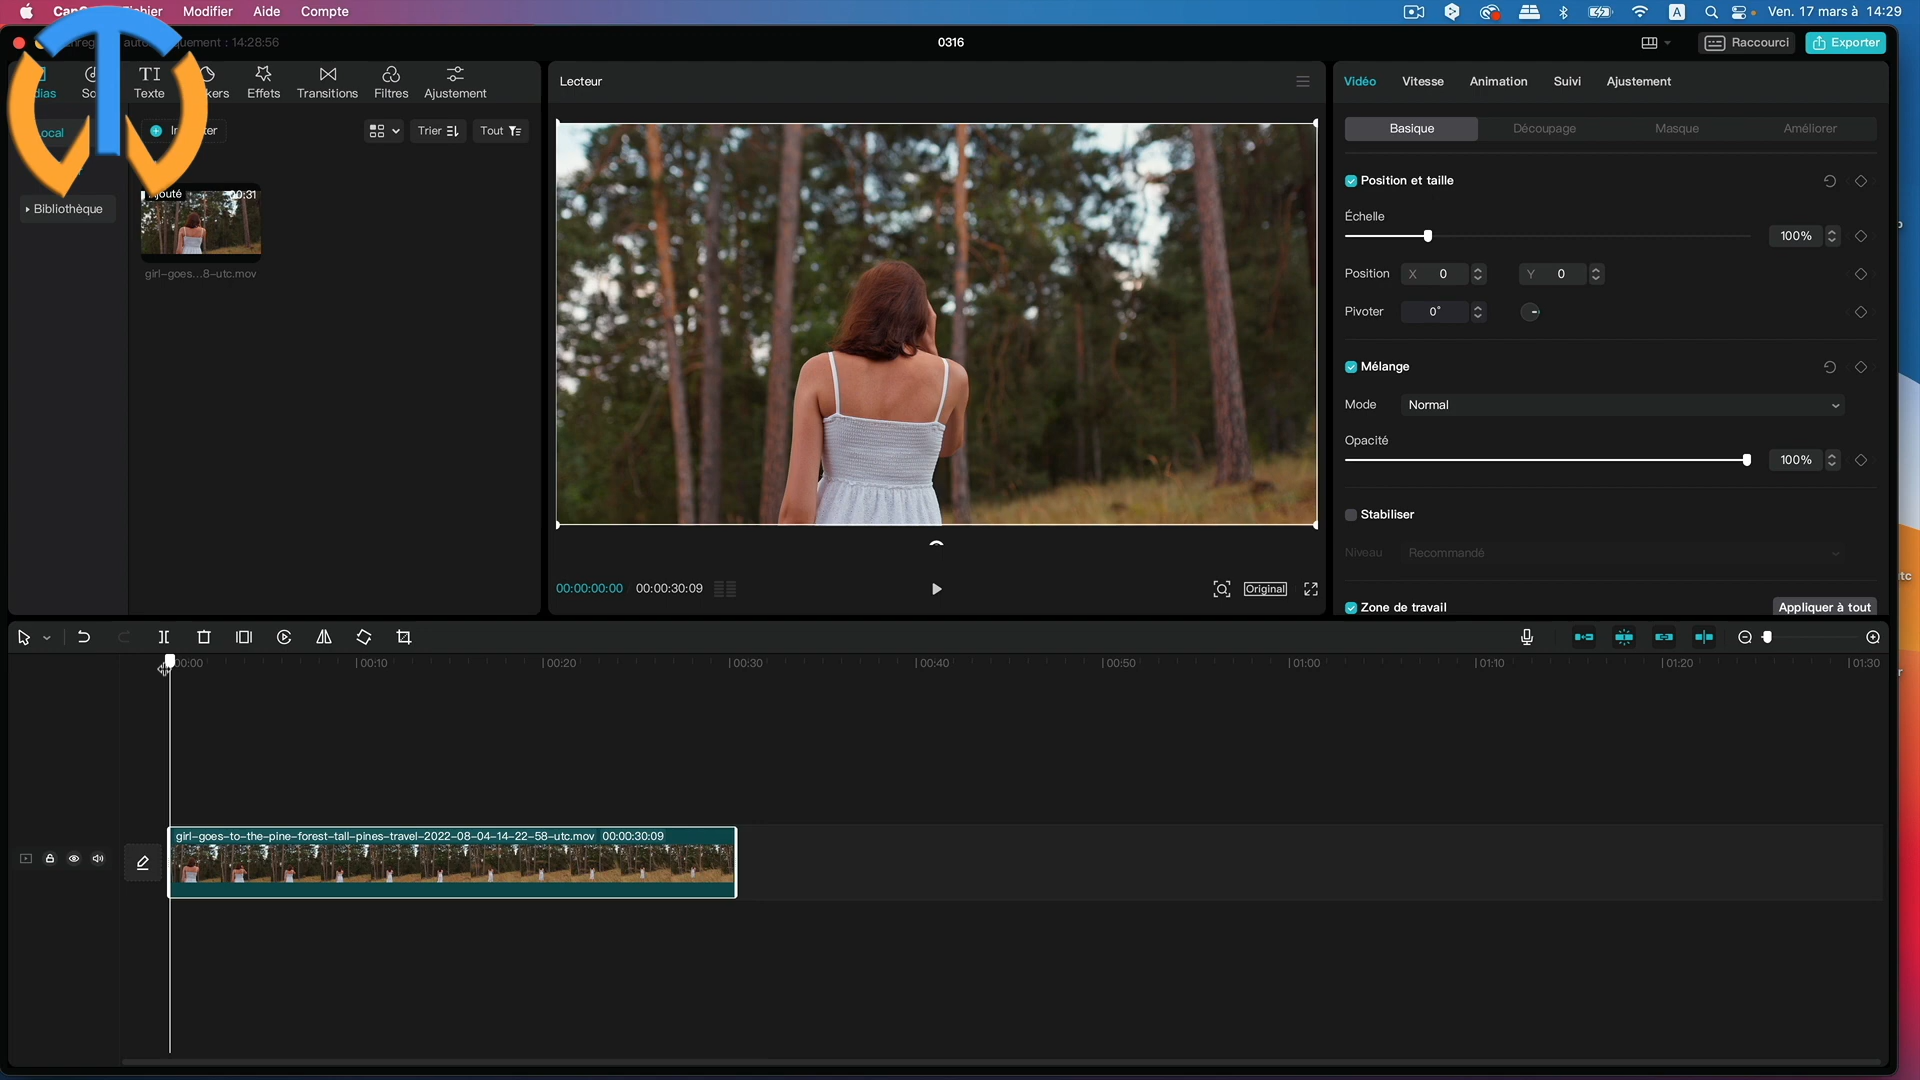 Modifier Aide Compte
Ven. 17 mars à 14:29
14:28:56
0316
Raccourci
Exporter
Texte
Effets
Transitions
Filtres
Ajustement
Trier
Tout
Bibliothèque
00:31
girl-goes...8-utc.mov
Lecteur
00:00:00:00 00:00:30:09
Original
Vidéo Vitesse Animation Suivi Ajustement
Basique Découpage Masque Améliorer
Position et taille
Échelle
100%
Position X 0 Y 0
Pivoter 0°
Mélange
Mode Normal
Opacité
100%
Stabiliser
Niveau Recommandé
Zone de travail
Appliquer à tout
00:00 00:10 00:20 00:30 00:40 00:50 01:00 01:10 01:20 01:30
girl-goes-to-the-pine-forest-tall-pines-travel-2022-08-04-14-22-58-utc.mov 00:00:30:09